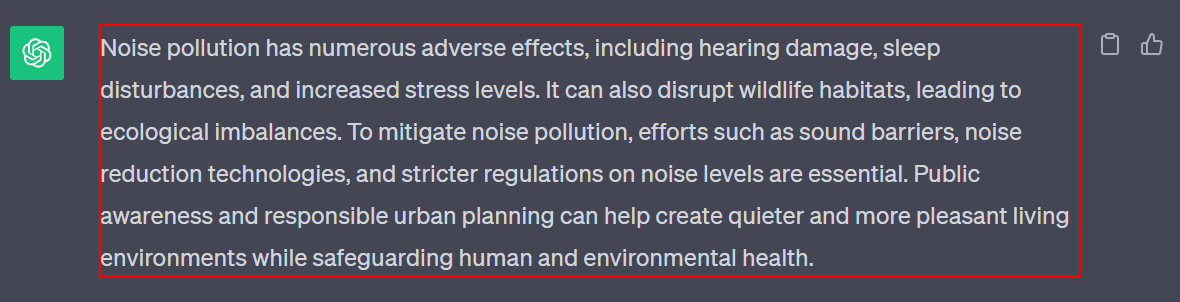 Noise pollution has numerous adverse effects, including hearing damage, sleep
disturbances, and increased stress levels. It can also disrupt wildlife habitats, leading to
ecological imbalances. To mitigate noise pollution, efforts such as sound barriers, noise
reduction technologies, and stricter regulations on noise levels are essential. Public
awareness and responsible urban planning can help create quieter and more pleasant living
environments while safeguarding human and environmental health.